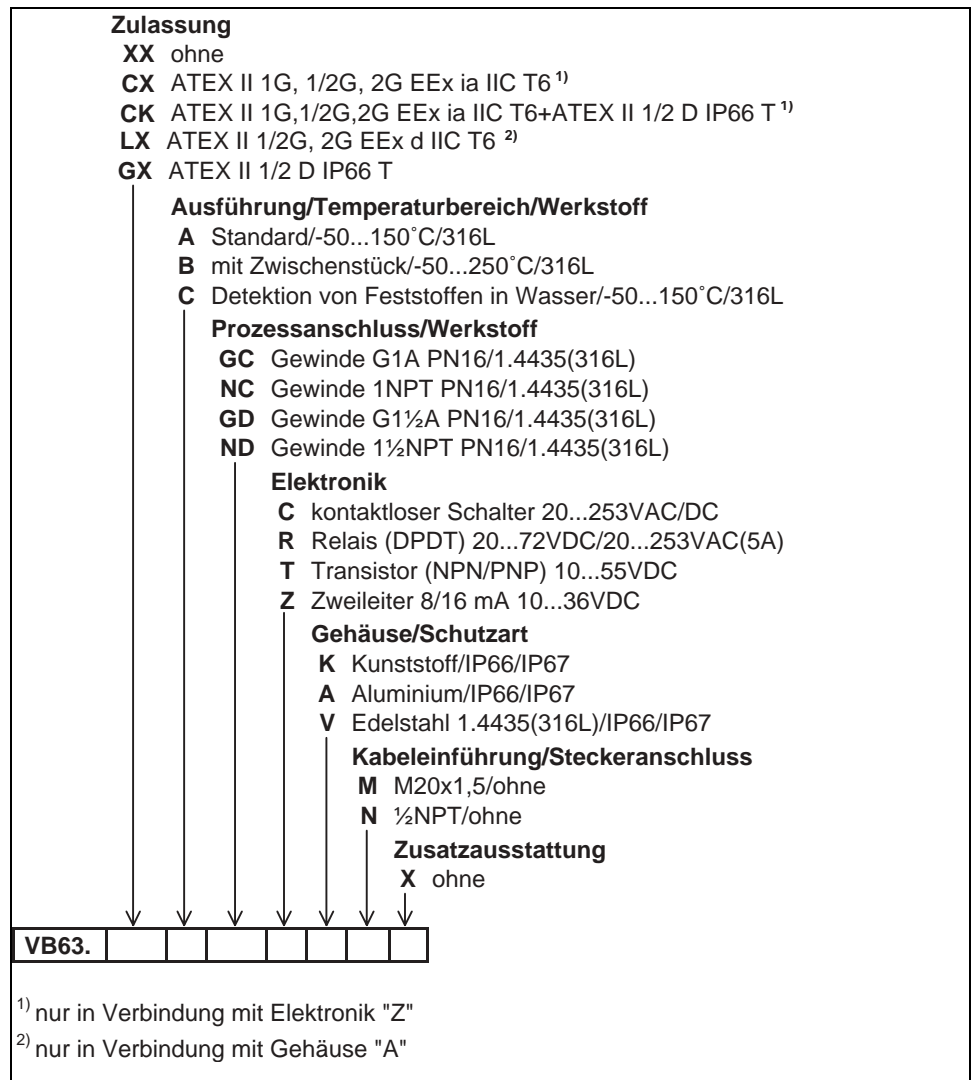 Zulassung
XX ohne
CX ATEX II 1G, 1/2G, 2G EEx ia IIC T6 1)
CK ATEX II 1G,1/2G,2G EEx ia IIC T6+ATEX II 1/2 D IP66 T 1)
LX ATEX II 1/2G, 2G EEx d IIC T6 2)
GX ATEX II 1/2 D IP66 T
Ausführung/Temperaturbereich/Werkstoff
A Standard/-50...150°C/316L
B mit Zwischenstück/-50...250°C/316L
C Detektion von Feststoffen in Wasser/-50...150°C/316L
Prozessanschluss/Werkstoff
GC Gewinde G1A PN16/1.4435(316L)
NC Gewinde 1NPT PN16/1.4435(316L)
GD Gewinde G1½A PN16/1.4435(316L)
ND Gewinde 1½NPT PN16/1.4435(316L)
Elektronik
C kontaktloser Schalter 20...253VAC/DC
R Relais (DPDT) 20...72VDC/20...253VAC(5A)
T Transistor (NPN/PNP) 10...55VDC
Z Zweileiter 8/16 mA 10...36VDC
Gehäuse/Schutzart
K Kunststoff/IP66/IP67
A Aluminium/IP66/IP67
V Edelstahl 1.4435(316L)/IP66/IP67
Kabeleinführung/Steckeranschluss
M M20x1,5/ohne
N ½NPT/ohne
Zusatzausstattung
X ohne
VB63.
1) nur in Verbindung mit Elektronik "Z"
2) nur in Verbindung mit Gehäuse "A"